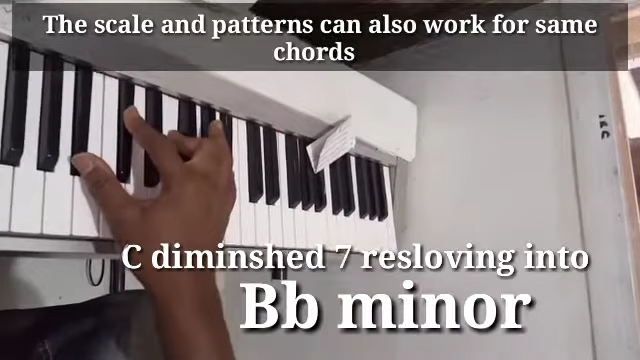 The scale and patterns can also work for same
chords
C diminshed 7 resloving into
Bb minor